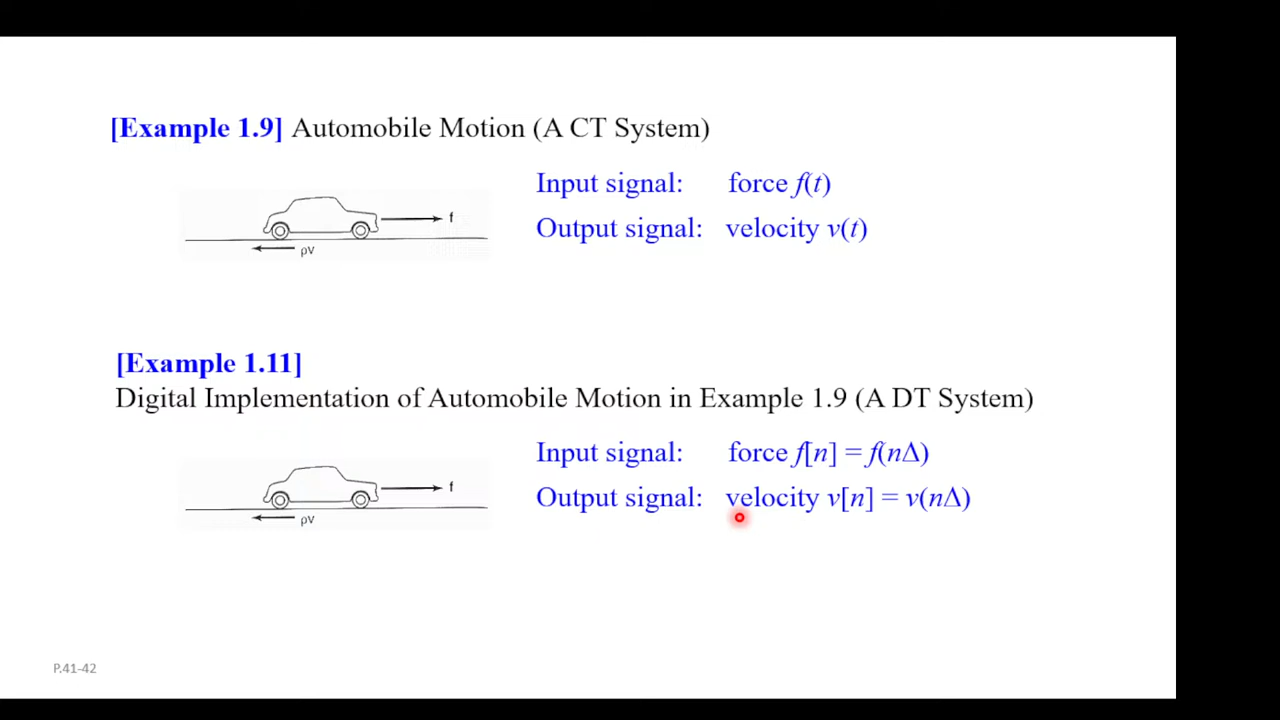 [Example 1.9] Automobile Motion (A CT System)
Input signal: force f(t)
Output signal: velocity v(t)
f
ρv
[Example 1.11]
Digital Implementation of Automobile Motion in Example 1.9 (A DT System)
Input signal: force f[n] = f(nΔ)
Output signal: velocity v[n] = v(nΔ)
f
ρv
P.41-42